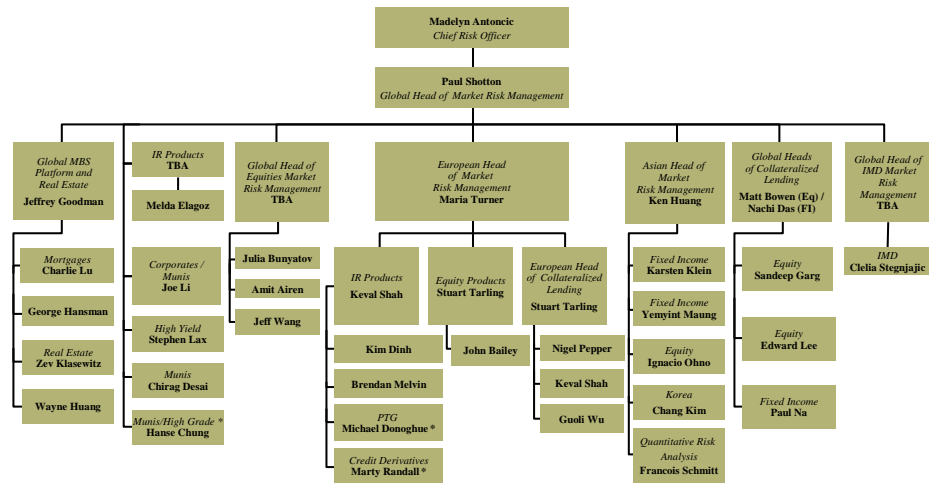 Madelyn Antoncic
Chief Risk Officer
Paul Shotton
Global Head of Market Risk Management
Global MBS
Platform and
Real Estate
Jeffrey Goodman
Mortgages
Charlie Lu
George Hansman
Real Estate
Zev Klasewitz
Wayne Huang
IR Products
TBA
Melda Elagoz
Corporates /
Munis
Joe Li
High Yield
Stephen Lax
Munis
Chirag Desai
Munis/High Grade *
Hanse Chung
Global Head of
Equities Market
Risk Management
TBA
Julia Bunyatov
Amit Airen
Jeff Wang
European Head
of Market
Risk Management
Maria Turner
IR Products
Keval Shah
Kim Dinh
Brendan Melvin
PTG
Michael Donoghue *
Credit Derivatives
Marty Randall *
Equity Products
Stuart Tarling
John Bailey
European Head
of Collateralized
Lending
Stuart Tarling
Nigel Pepper
Keval Shah
Guoli Wu
Asian Head of
Market
Risk Management
Ken Huang
Fixed Income
Karsten Klein
Fixed Income
Yemyint Maung
Equity
Ignacio Ohno
Korea
Chang Kim
Quantitative Risk
Analysis
Francois Schmitt
Global Heads
of Collateralized
Lending
Matt Bowen (Eq) /
Nachi Das (FI)
Equity
Sandeep Garg
Equity
Edward Lee
Fixed Income
Paul Na
Global Head of
IMD Market
Risk
Management
TBA
IMD
Clelia Stegnjajic